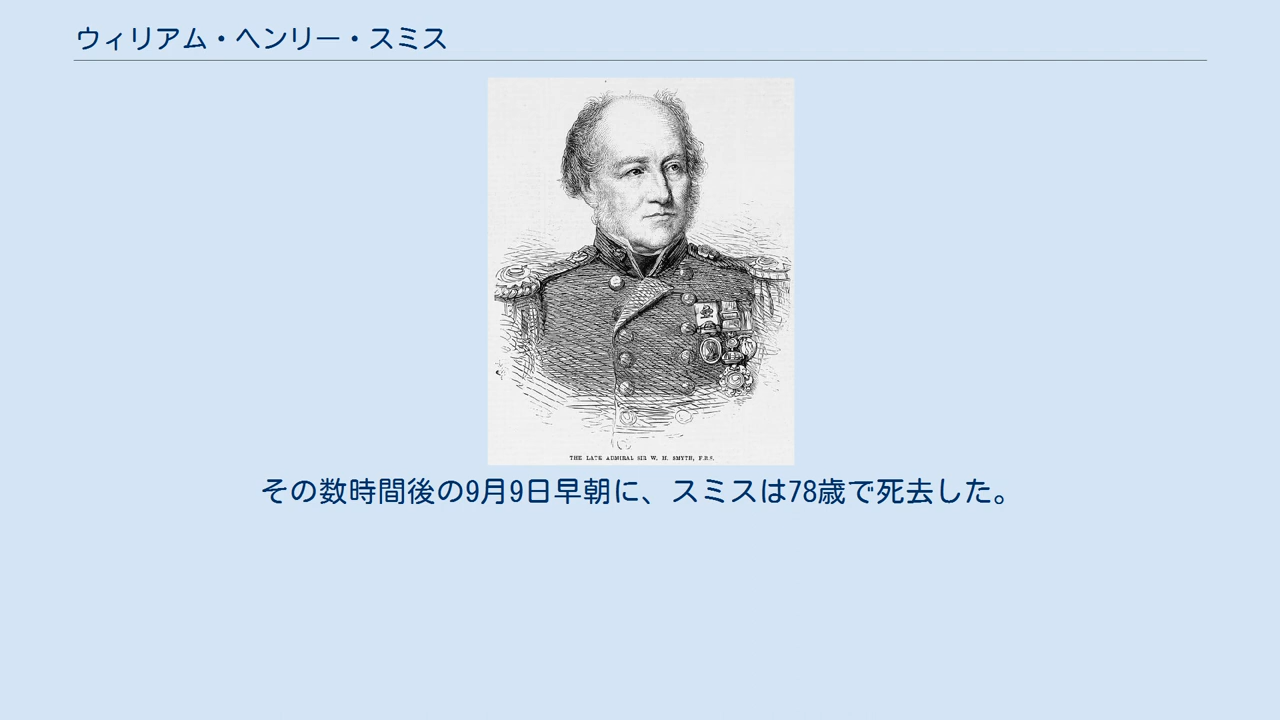 ウィリアム・ヘンリー・スミス
THE LATE ADMIRAL SIR W. H. SMYTH, F.R.S.
その数時間後の9月9日早朝に、スミスは78歳で死去した。